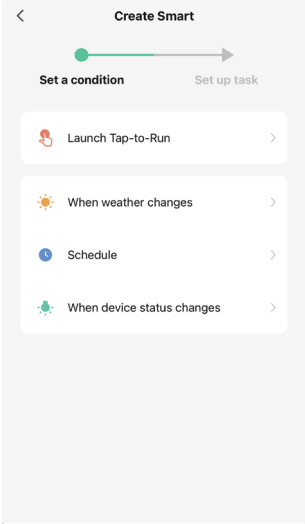 Create Smart
Set a condition
Set up task
Launch Tap-to-Run
When weather changes
Schedule
When device status changes